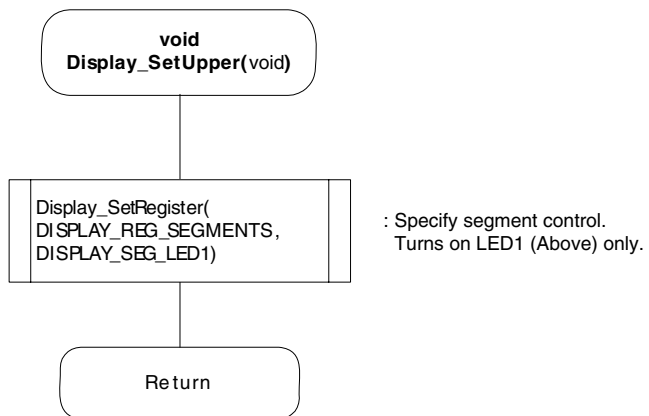 void
Display_SetUpper(void)
Display_SetRegister(
DISPLAY_REG_SEGMENTS,
DISPLAY_SEG_LED1)
: Specify segment control.
Turns on LED1 (Above) only.
Return